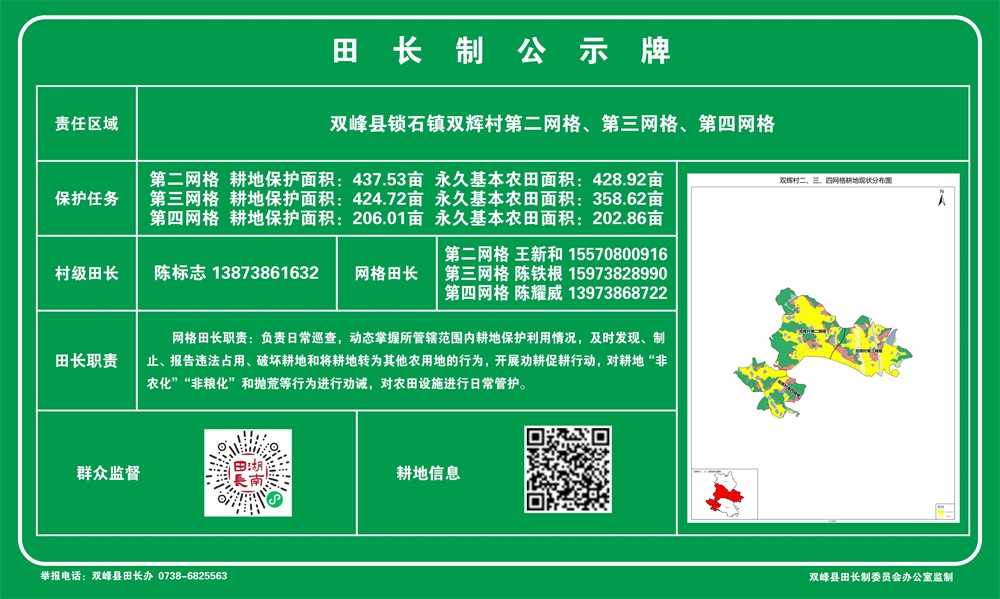 田长制公示牌
责任区域
双峰县锁石镇双辉村第二网格、第三网格、第四网格
保护任务
第二网格 耕地保护面积：437.53亩 永久基本农田面积：428.92亩
第三网格 耕地保护面积：424.72亩 永久基本农田面积：358.62亩
第四网格 耕地保护面积：206.01亩 永久基本农田面积：202.86亩
村级田长
陈标志 13873861632
网格田长
第二网格 王新和 15570800916
第三网格 陈铁根 15973828990
第四网格 陈耀威 13973868722
田长职责
网格田长职责：负责日常巡查，动态掌握所管辖范围内耕地保护利用情况，及时发现、制
止、报告违法占用、破坏耕地和将耕地转为其他农用地的行为，开展劝耕促耕行动，对耕地“非
农化”“非粮化”和抛荒等行为进行劝诫，对农田设施进行日常管护。
双辉村二、三、四网格耕地现状分布图
N
群众监督
湖南田長
耕地信息
举报电话：双峰县田长办 0738-6825563
双峰县田长制委员会办公室监制